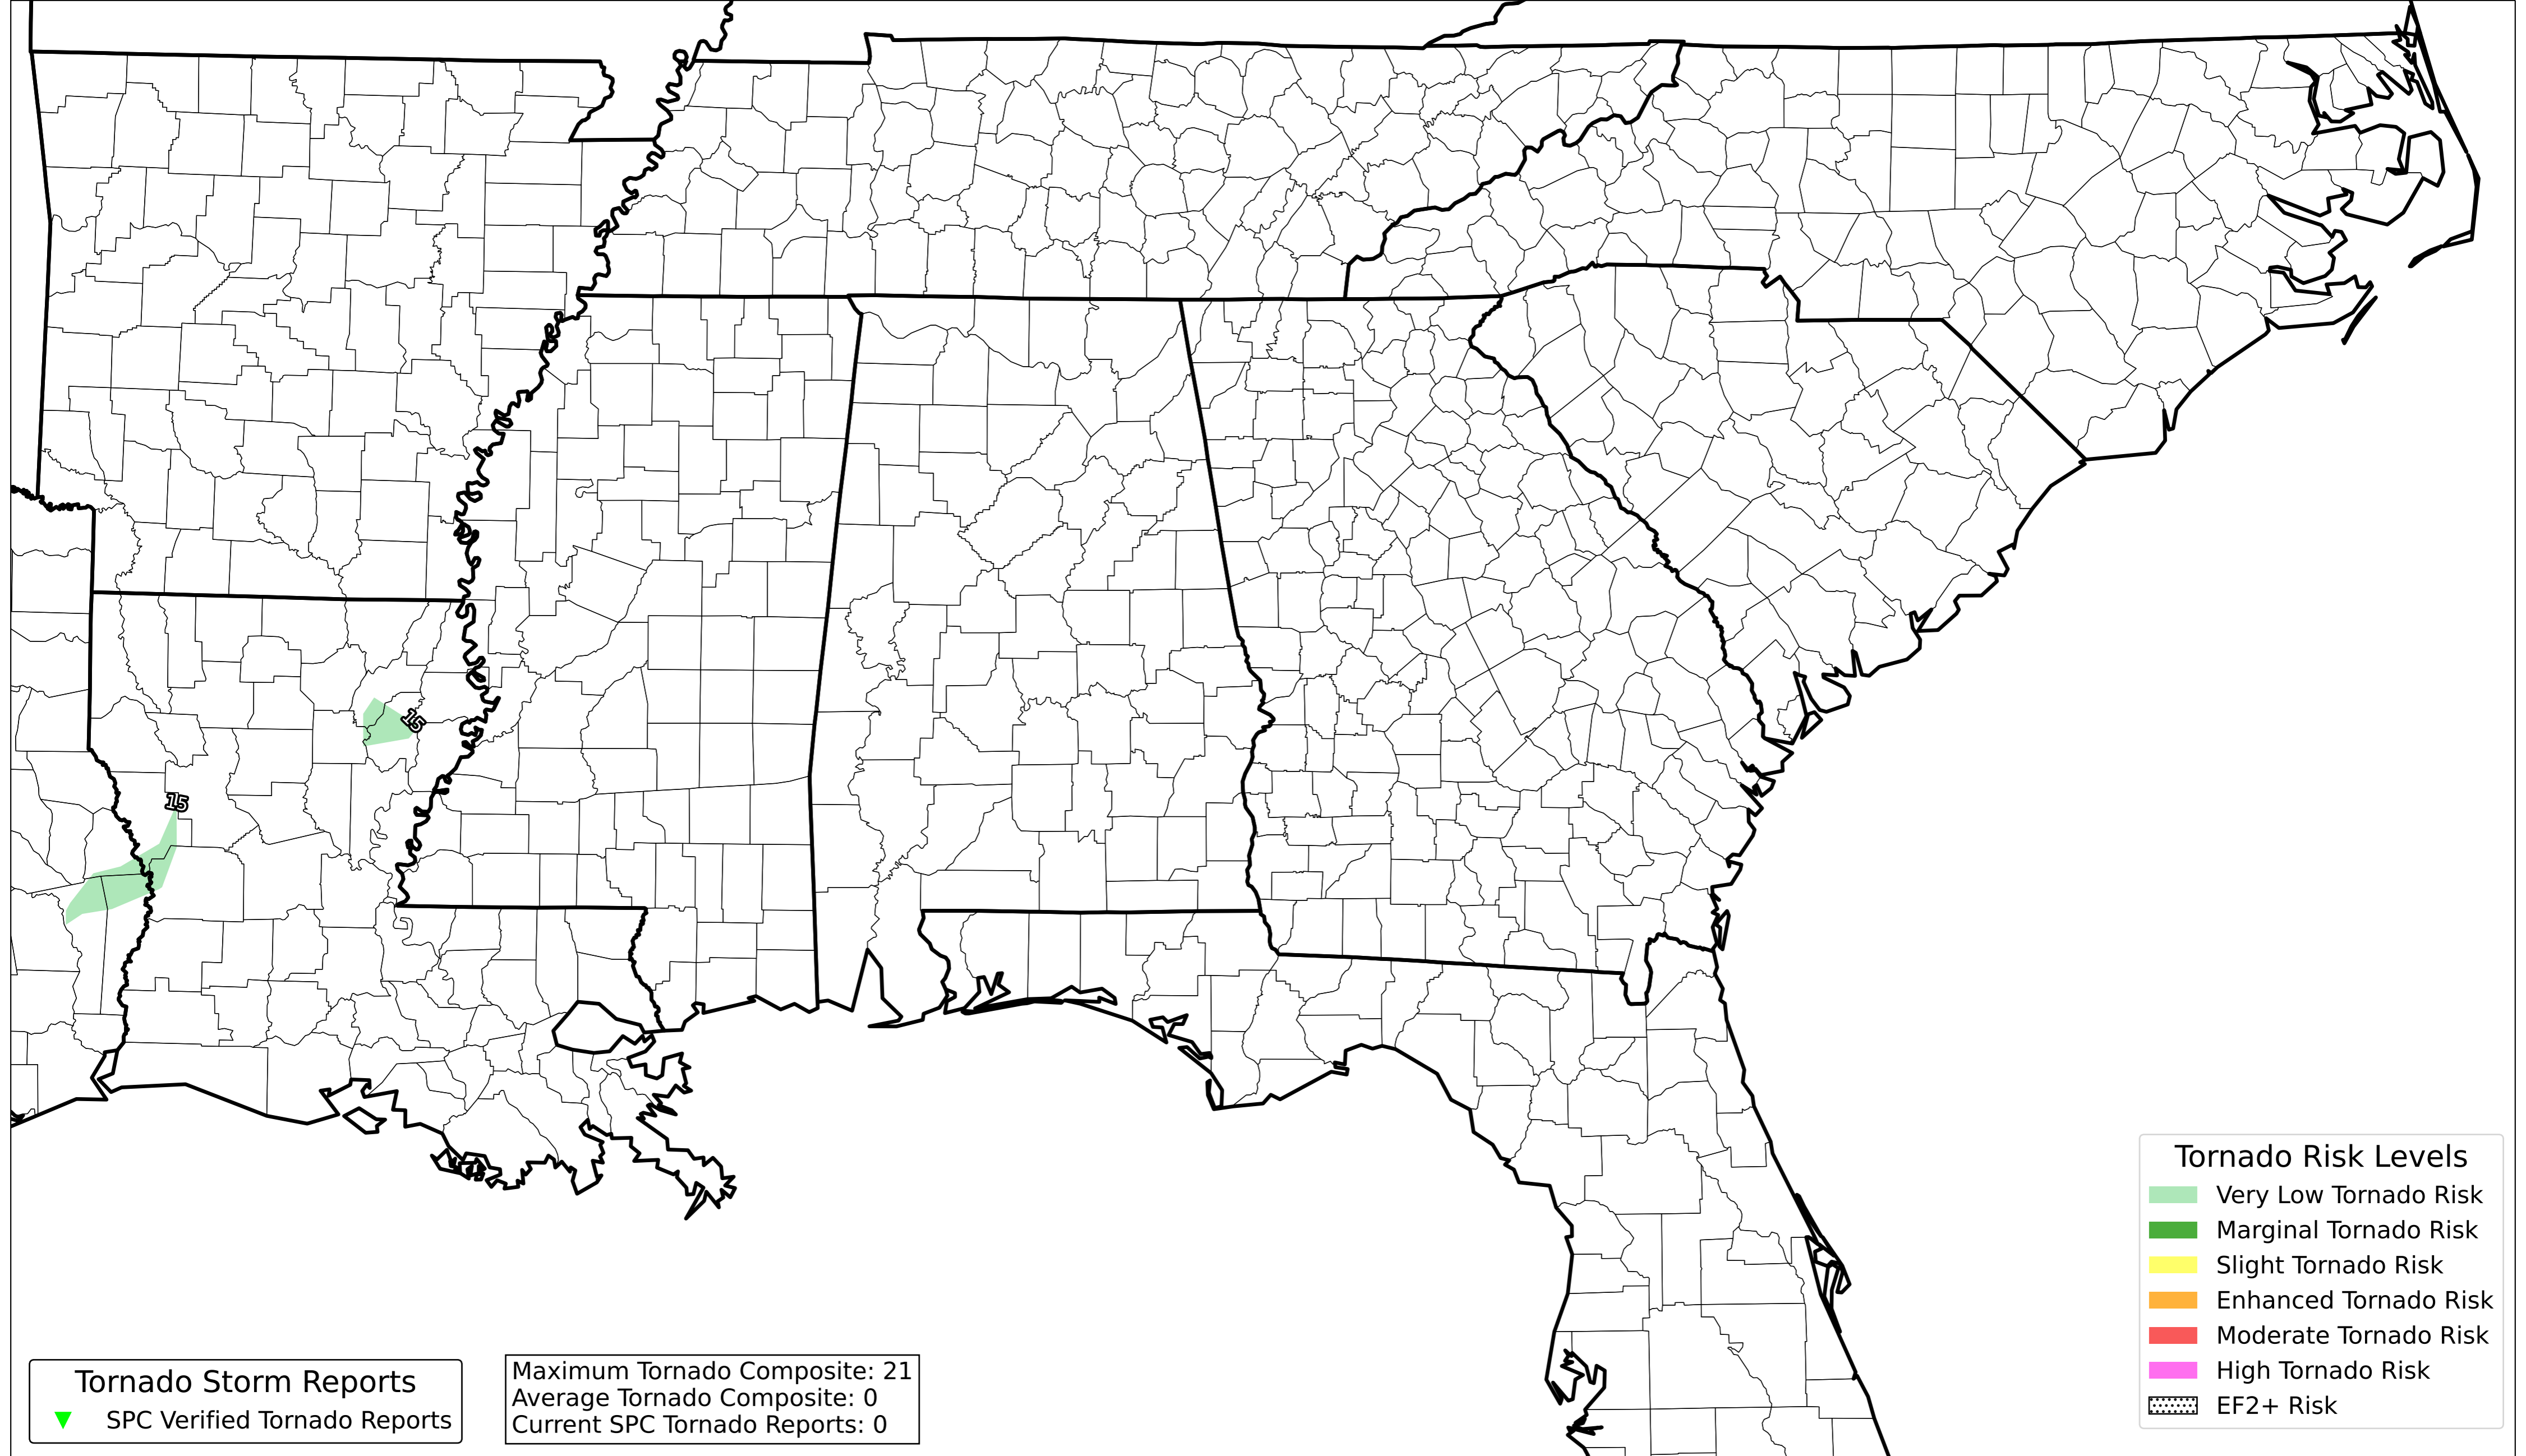 15
15
Tornado Risk Levels
Very Low Tornado Risk
Marginal Tornado Risk
Slight Tornado Risk
Enhanced Tornado Risk
Moderate Tornado Risk
High Tornado Risk
EF2+ Risk
Tornado Storm Reports
SPC Verified Tornado Reports
Maximum Tornado Composite: 21
Average Tornado Composite: 0
Current SPC Tornado Reports: 0